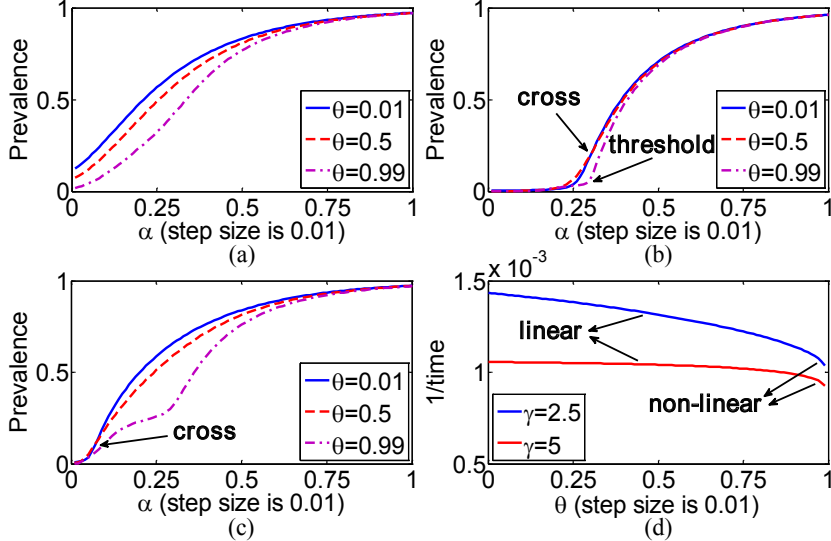 1
0.5
0
Prevalence
θ=0.01
θ=0.5
θ=0.99
0 0.25 0.5 0.75 1
α (step size is 0.01)
(a)
1
0.5
0
Prevalence
cross
threshold
θ=0.01
θ=0.5
θ=0.99
0 0.25 0.5 0.75 1
α (step size is 0.01)
(b)
1
0.5
0
Prevalence
cross
θ=0.01
θ=0.5
θ=0.99
0 0.25 0.5 0.75 1
α (step size is 0.01)
(c)
x 10⁻³
1.5
1
0.5
1/time
linear
non-linear
γ=2.5
γ=5
0 0.25 0.5 0.75 1
θ (step size is 0.01)
(d)